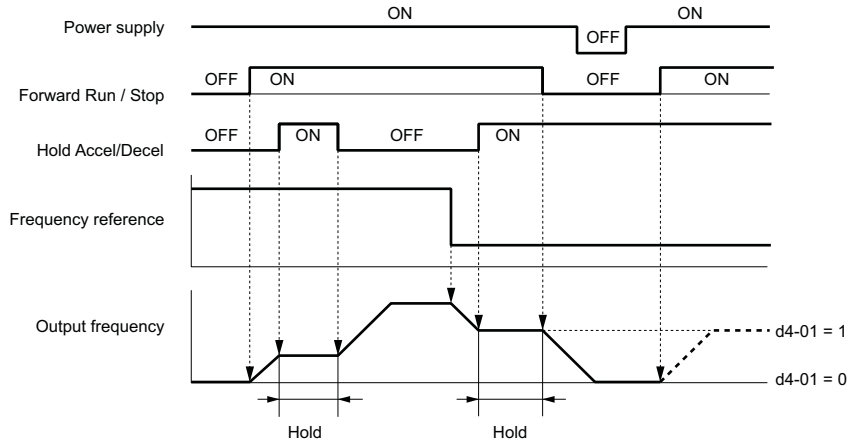 ON
ON
Power supply
OFF
OFF
ON
OFF
ON
Forward Run / Stop
OFF
ON
OFF
ON
Hold Accel/Decel
Frequency reference
Output frequency
d4-01 = 1
d4-01 = 0
Hold
Hold